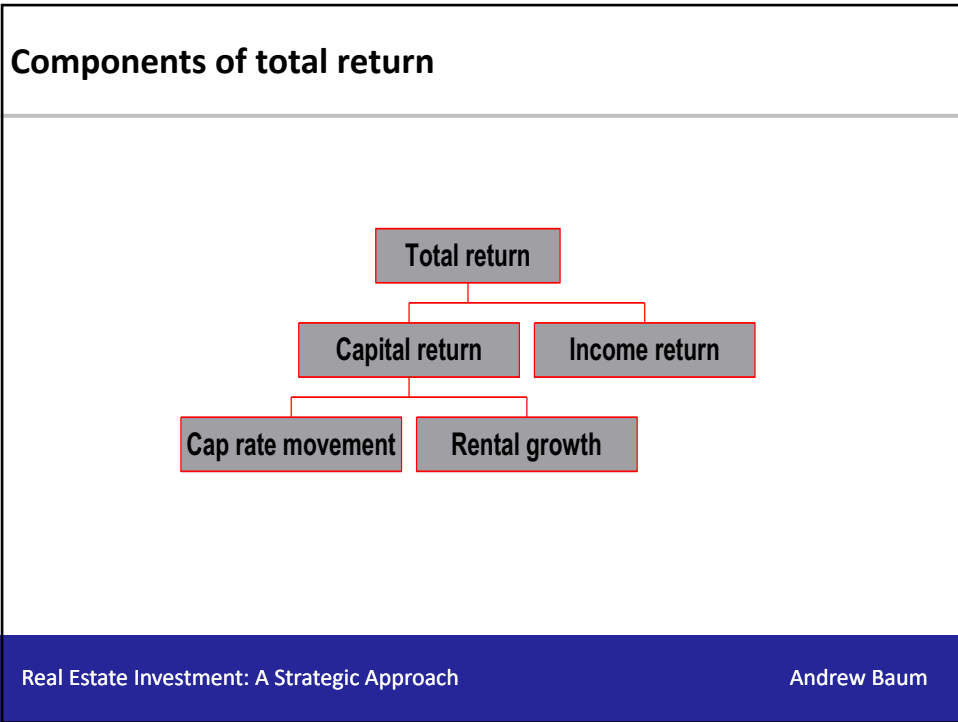 Components of total return
Total return
Capital return
Income return
Cap rate movement
Rental growth
Real Estate Investment: A Strategic Approach
Andrew Baum